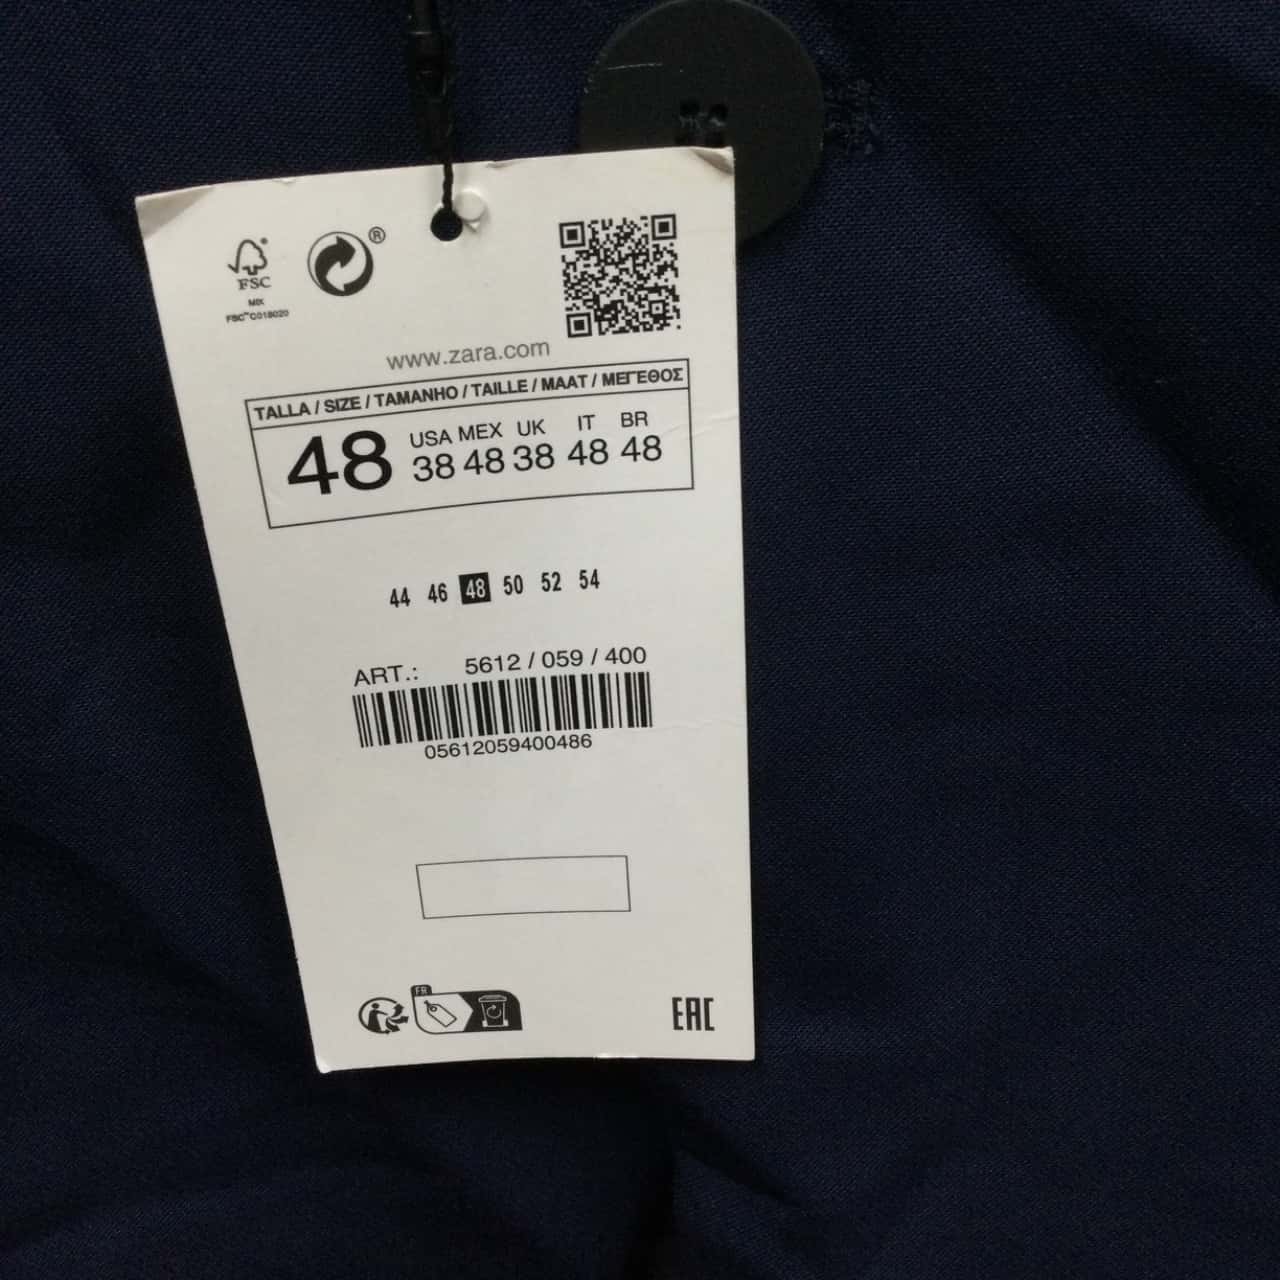 FSC
MIX
FSC™ C018020
®
www.zara.com
TALLA / SIZE / TAMANHO / TAILLE / MAAT / ΜΕΓΕΘΟΣ
48
USA MEX UK IT BR
38 48 38 48 48
44 46 48 50 52 54
ART.: 5612 / 059 / 400
05612059400486
FR
EAC